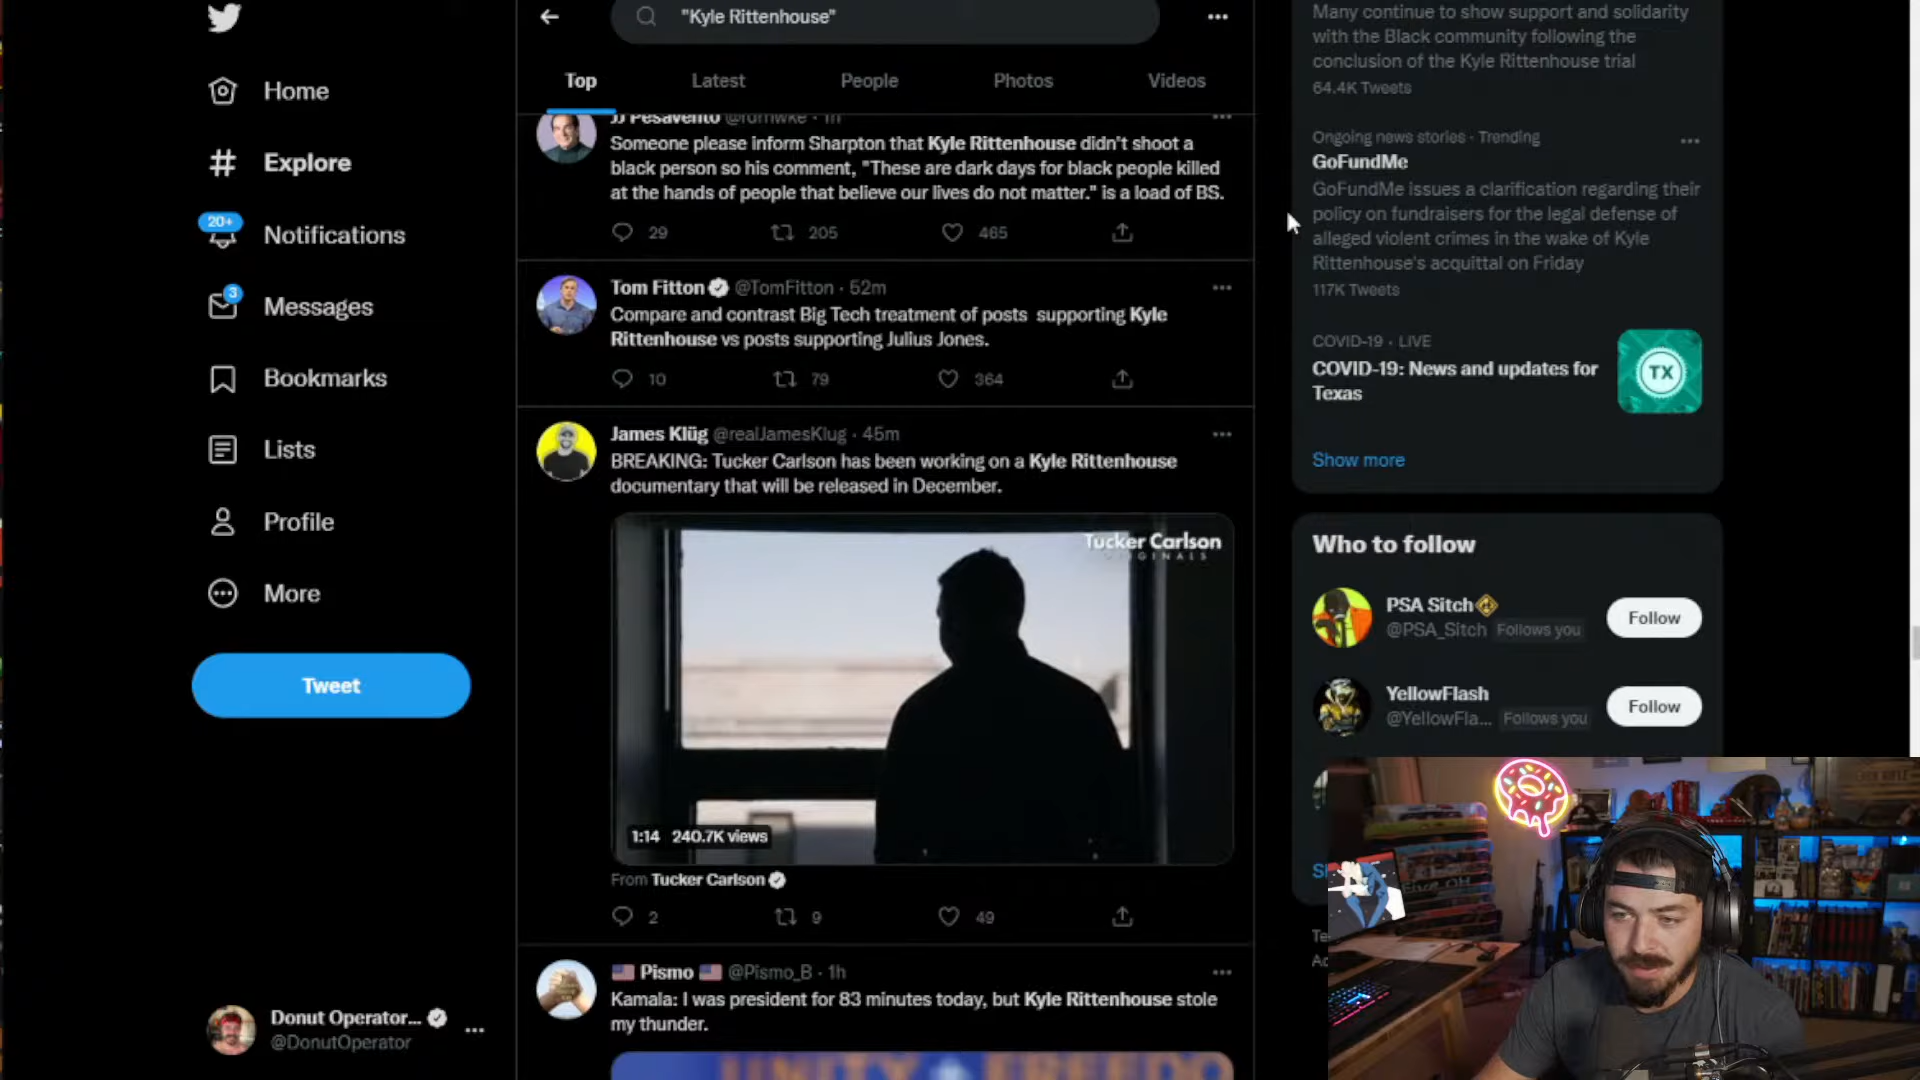 Home
Explore
20+
Notifications
3
Messages
Bookmarks
Lists
Profile
More
Tweet
Donut Operator...
@DonutOperator
"Kyle Rittenhouse"
Top
Latest
People
Photos
Videos
JJ Pesavento @rumwke · 1h
Someone please inform Sharpton that Kyle Rittenhouse didn't shoot a
black person so his comment, "These are dark days for black people killed
at the hands of people that believe our lives do not matter." is a load of BS.
29 205 465
Tom Fitton @TomFitton · 52m
Compare and contrast Big Tech treatment of posts supporting Kyle
Rittenhouse vs posts supporting Julius Jones.
10 79 364
James Klüg @realJamesKlug · 45m
BREAKING: Tucker Carlson has been working on a Kyle Rittenhouse
documentary that will be released in December.
Tucker Carlson
ORIGINALS
1:14 240.7K views
From Tucker Carlson
2 9 49
Pismo @Pismo_B · 1h
Kamala: I was president for 83 minutes today, but Kyle Rittenhouse stole
my thunder.
UNITY FREEDO
Many continue to show support and solidarity
with the Black community following the
conclusion of the Kyle Rittenhouse trial
64.4K Tweets
Ongoing news stories · Trending
GoFundMe
GoFundMe issues a clarification regarding their
policy on fundraisers for the legal defense of
alleged violent crimes in the wake of Kyle
Rittenhouse's acquittal on Friday
117K Tweets
COVID-19 · LIVE
COVID-19: News and updates for
Texas
TX
Show more
Who to follow
PSA Sitch
@PSA_Sitch Follows you
Follow
YellowFlash
@YellowFla... Follows you
Follow